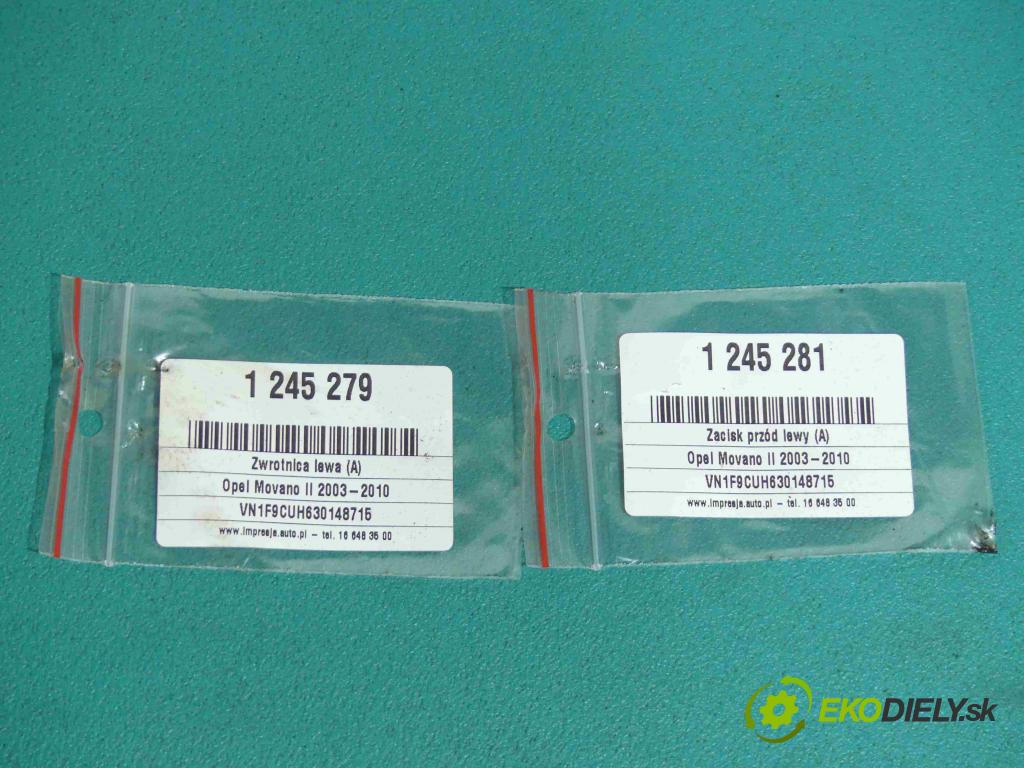 1 245 279
Zwrotnica lewa (A)
Opel Movano II 2003-2010
VN1F9CUH630148715
www.impresja.auto.pl - tel. 16 648 35 00
1 245 281
Zacisk przód lewy (A)
Opel Movano II 2003-2010
VN1F9CUH630148715
www.impresja.auto.pl - tel. 16 648 35 00
EKODIELY.sk